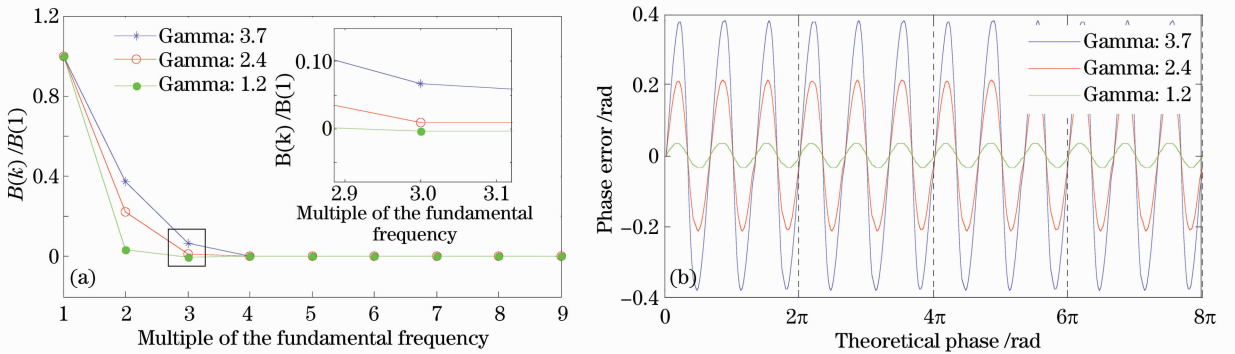 1.2
1.0
0.8
0.4
0
B(k) /B(1)
Gamma: 3.7
Gamma: 2.4
Gamma: 1.2
0.10
0
B(k) /B(1)
2.9
3.0
3.1
Multiple of the fundamental
frequency
(a)
1
2
3
4
5
6
7
8
9
Multiple of the fundamental frequency
0.4
0.2
0
-0.2
-0.4
Phase error /rad
Gamma: 3.7
Gamma: 2.4
Gamma: 1.2
(b)
0
2π
4π
6π
8π
Theoretical phase /rad